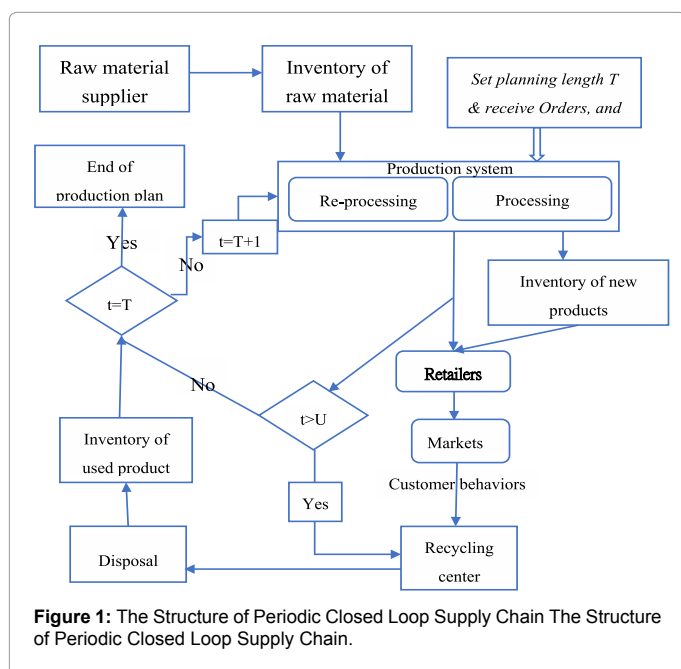 Raw material
supplier
Inventory of
raw material
Set planning length T
& receive Orders, and
End of
production plan
Production system
Re-processing
Processing
Yes
No
t=T+1
t=T
Inventory of new
products
No
Retailers
t>U
Markets
Inventory of
used product
Customer behaviors
Yes
Disposal
Recycling
center
Figure 1: The Structure of Periodic Closed Loop Supply Chain The Structure
of Periodic Closed Loop Supply Chain.